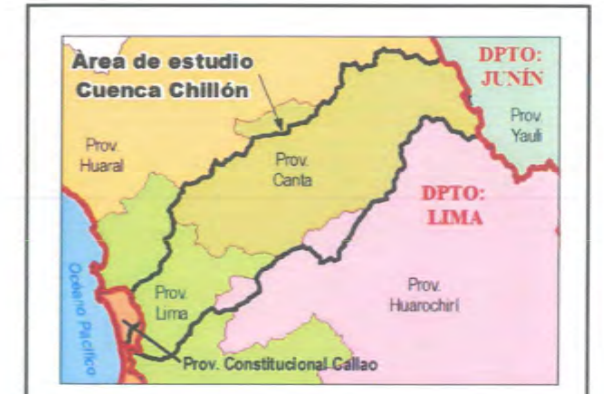 Àrea de estudio
Cuenca Chillón
DPTO:
JUNÍN
Prov.
Yauli
Prov.
Huaral
Prov.
Canta
DPTO:
LIMA
Océano Pacífico
Prov.
Lima
Prov.
Huarochirí
Prov. Constitucional Callao